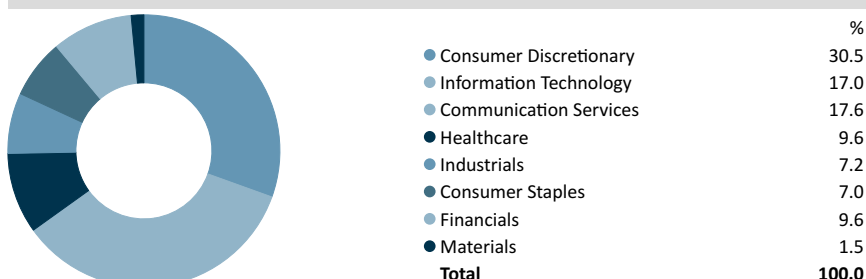 %
Consumer Discretionary 30.5
Information Technology 17.0
Communication Services 17.6
Healthcare 9.6
Industrials 7.2
Consumer Staples 7.0
Financials 9.6
Materials 1.5
Total 100.0